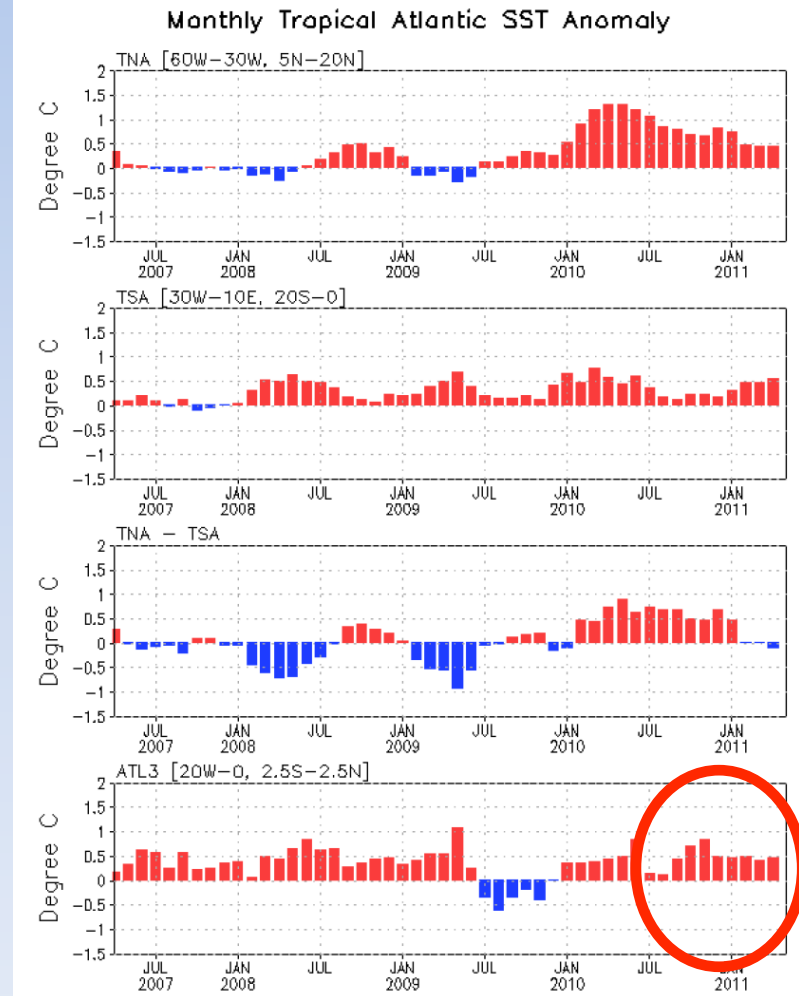 Monthly Tropical Atlantic SST Anomaly
TNA [60W-30W, 5N-20N]
Degree C
2
1.5
1
0.5
0
-0.5
-1
-1.5
JUL 2007
JAN 2008
JUL
JAN 2009
JUL
JAN 2010
JUL
JAN 2011
TSA [30W-10E, 20S-0]
Degree C
2
1.5
1
0.5
0
-0.5
-1
-1.5
JUL 2007
JAN 2008
JUL
JAN 2009
JUL
JAN 2010
JUL
JAN 2011
TNA - TSA
Degree C
2
1.5
1
0.5
0
-0.5
-1
-1.5
JUL 2007
JAN 2008
JUL
JAN 2009
JUL
JAN 2010
JUL
JAN 2011
ATL3 [20W-0, 2.5S-2.5N]
Degree C
2
1.5
1
0.5
0
-0.5
-1
-1.5
JUL 2007
JAN 2008
JUL
JAN 2009
JUL
JAN 2010
JUL
JAN 2011